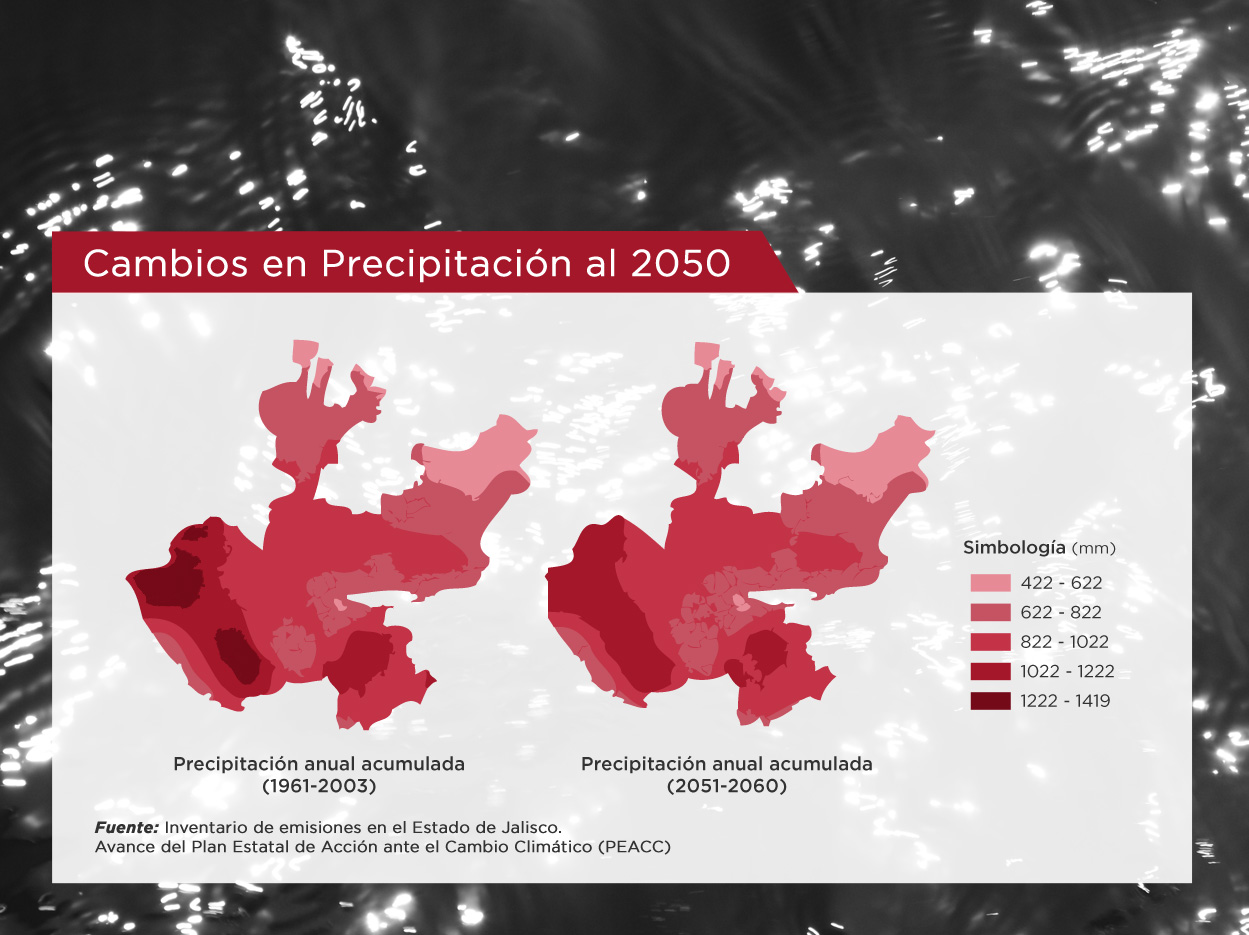 Cambios en Precipitación al 2050
Simbología (mm)
422 - 622
622 - 822
822 - 1022
1022 - 1222
1222 - 1419
Precipitación anual acumulada
(1961-2003)
Precipitación anual acumulada
(2051-2060)
Fuente: Inventario de emisiones en el Estado de Jalisco.
Avance del Plan Estatal de Acción ante el Cambio Climático (PEACC)